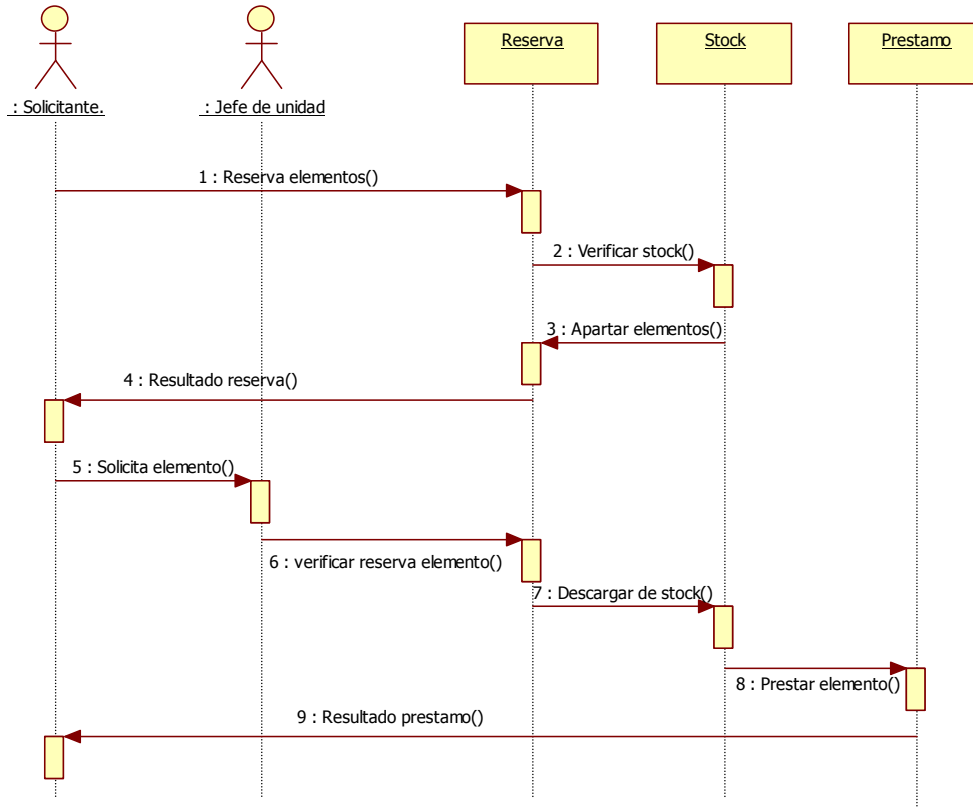 Reserva
Stock
Prestamo
: Solicitante.
: Jefe de unidad
1 : Reserva elementos()
2 : Verificar stock()
3 : Apartar elementos()
4 : Resultado reserva()
5 : Solicita elemento()
6 : verificar reserva elemento()
7 : Descargar de stock()
8 : Prestar elemento()
9 : Resultado prestamo()